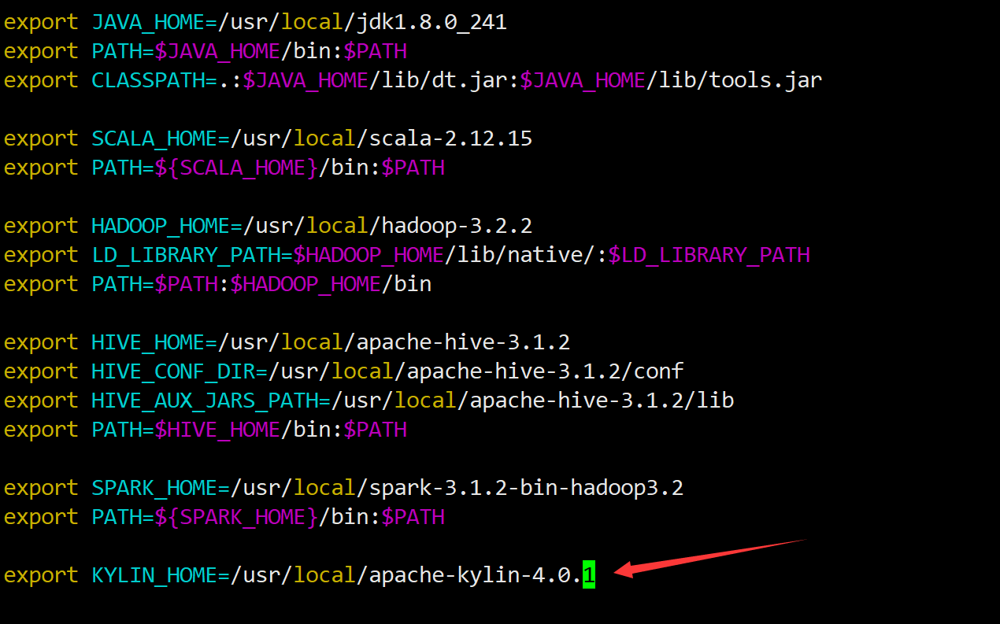 export JAVA_HOME=/usr/local/jdk1.8.0_241
export PATH=$JAVA_HOME/bin:$PATH
export CLASSPATH=.:$JAVA_HOME/lib/dt.jar:$JAVA_HOME/lib/tools.jar
export SCALA_HOME=/usr/local/scala-2.12.15
export PATH=${SCALA_HOME}/bin:$PATH
export HADOOP_HOME=/usr/local/hadoop-3.2.2
export LD_LIBRARY_PATH=$HADOOP_HOME/lib/native/:$LD_LIBRARY_PATH
export PATH=$PATH:$HADOOP_HOME/bin
export HIVE_HOME=/usr/local/apache-hive-3.1.2
export HIVE_CONF_DIR=/usr/local/apache-hive-3.1.2/conf
export HIVE_AUX_JARS_PATH=/usr/local/apache-hive-3.1.2/lib
export PATH=$HIVE_HOME/bin:$PATH
export SPARK_HOME=/usr/local/spark-3.1.2-bin-hadoop3.2
export PATH=${SPARK_HOME}/bin:$PATH
export KYLIN_HOME=/usr/local/apache-kylin-4.0.1